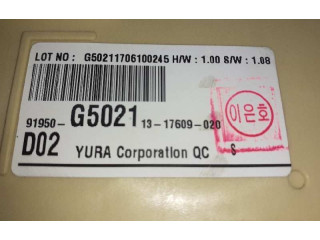 LOT NO : G50211706100245 H/W : 1.00 S/W : 1.08
91950- G5021 13-17609-020
D02 YURA Corporation QC S
이은호